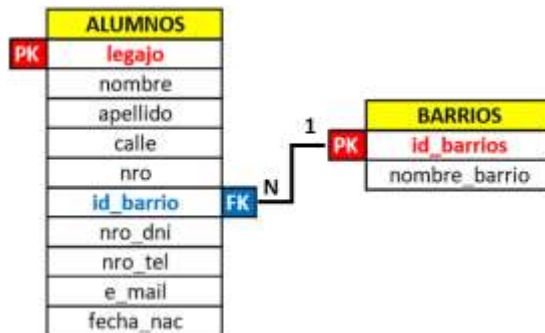 ALUMNOS
PK legajo
nombre
apellido
calle
nro
id_barrio FK
nro_dni
nro_tel
e_mail
fecha_nac
N
1
BARRIOS
PK id_barrios
nombre_barrio